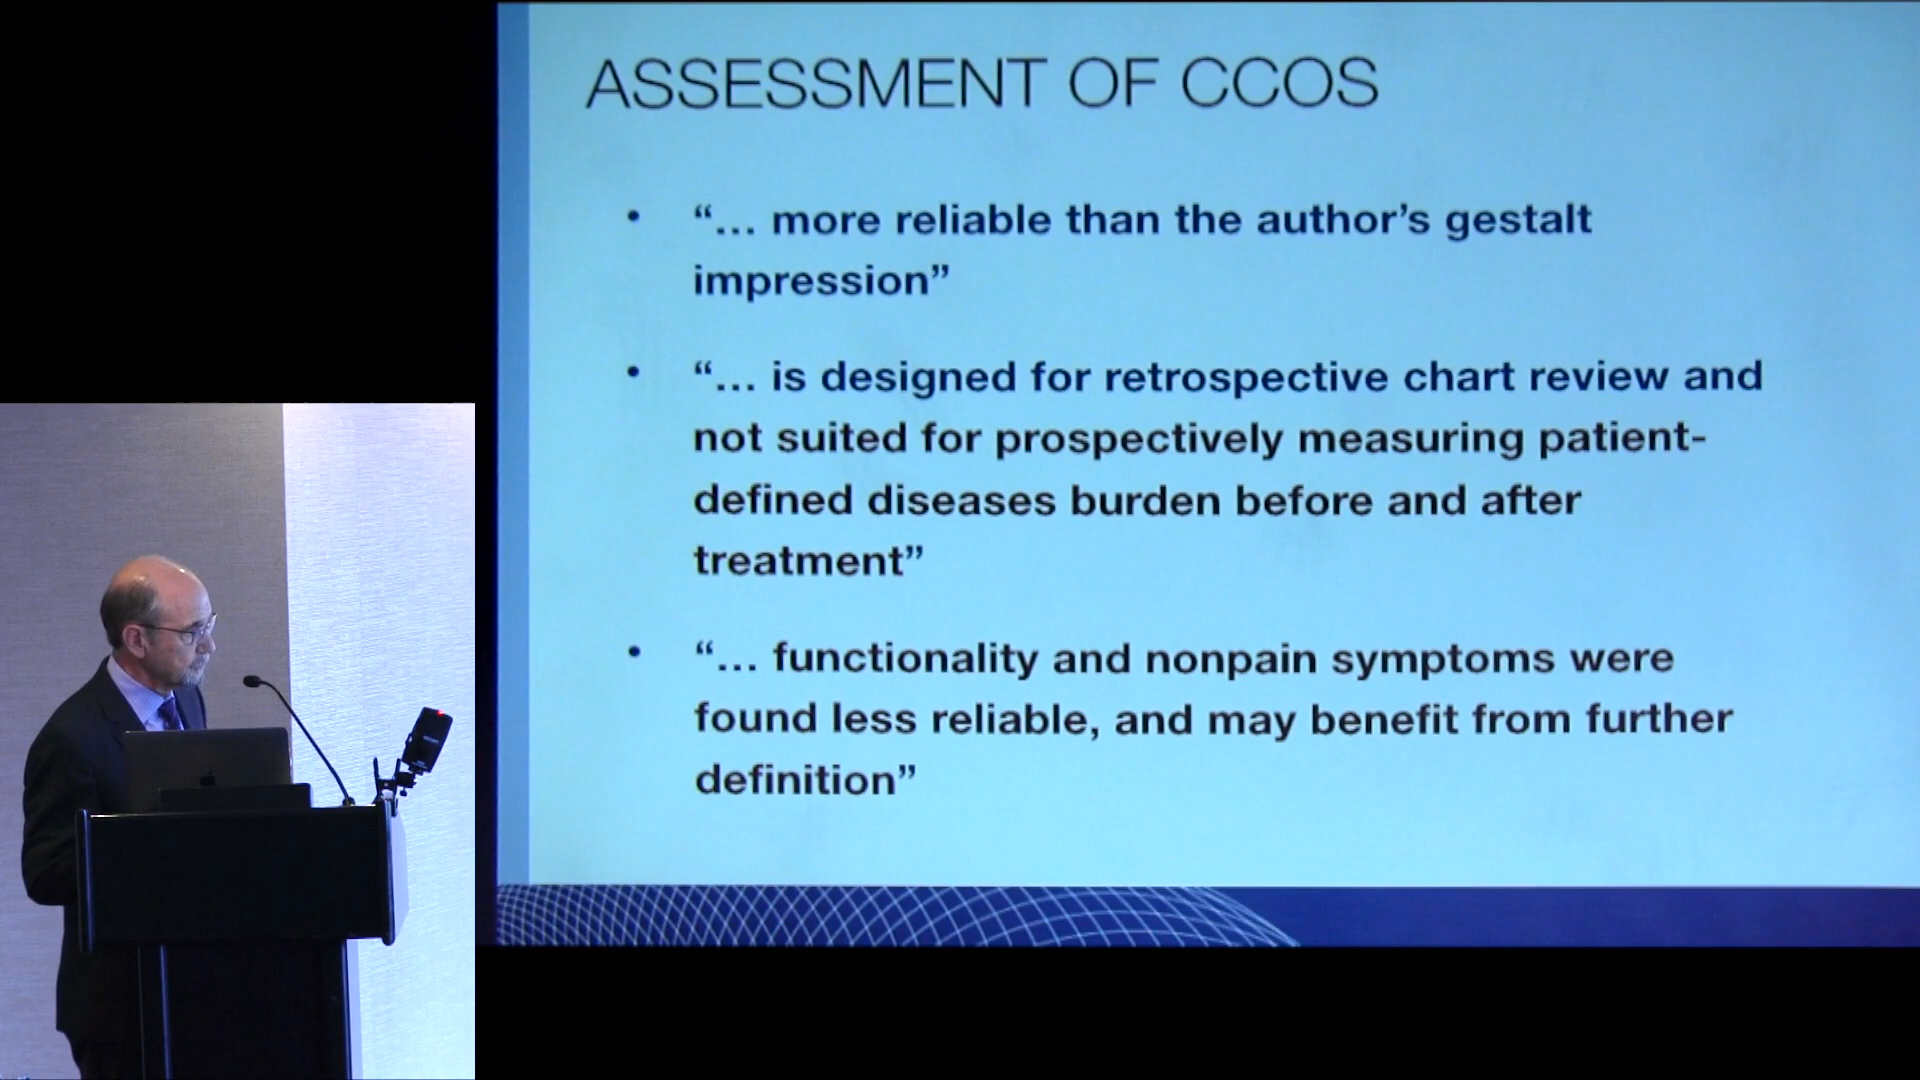 ASSESSMENT OF CCOS
• “… more reliable than the author’s gestalt
impression”
• “… is designed for retrospective chart review and
not suited for prospectively measuring patient-
defined diseases burden before and after
treatment”
• “… functionality and nonpain symptoms were
found less reliable, and may benefit from further
definition”